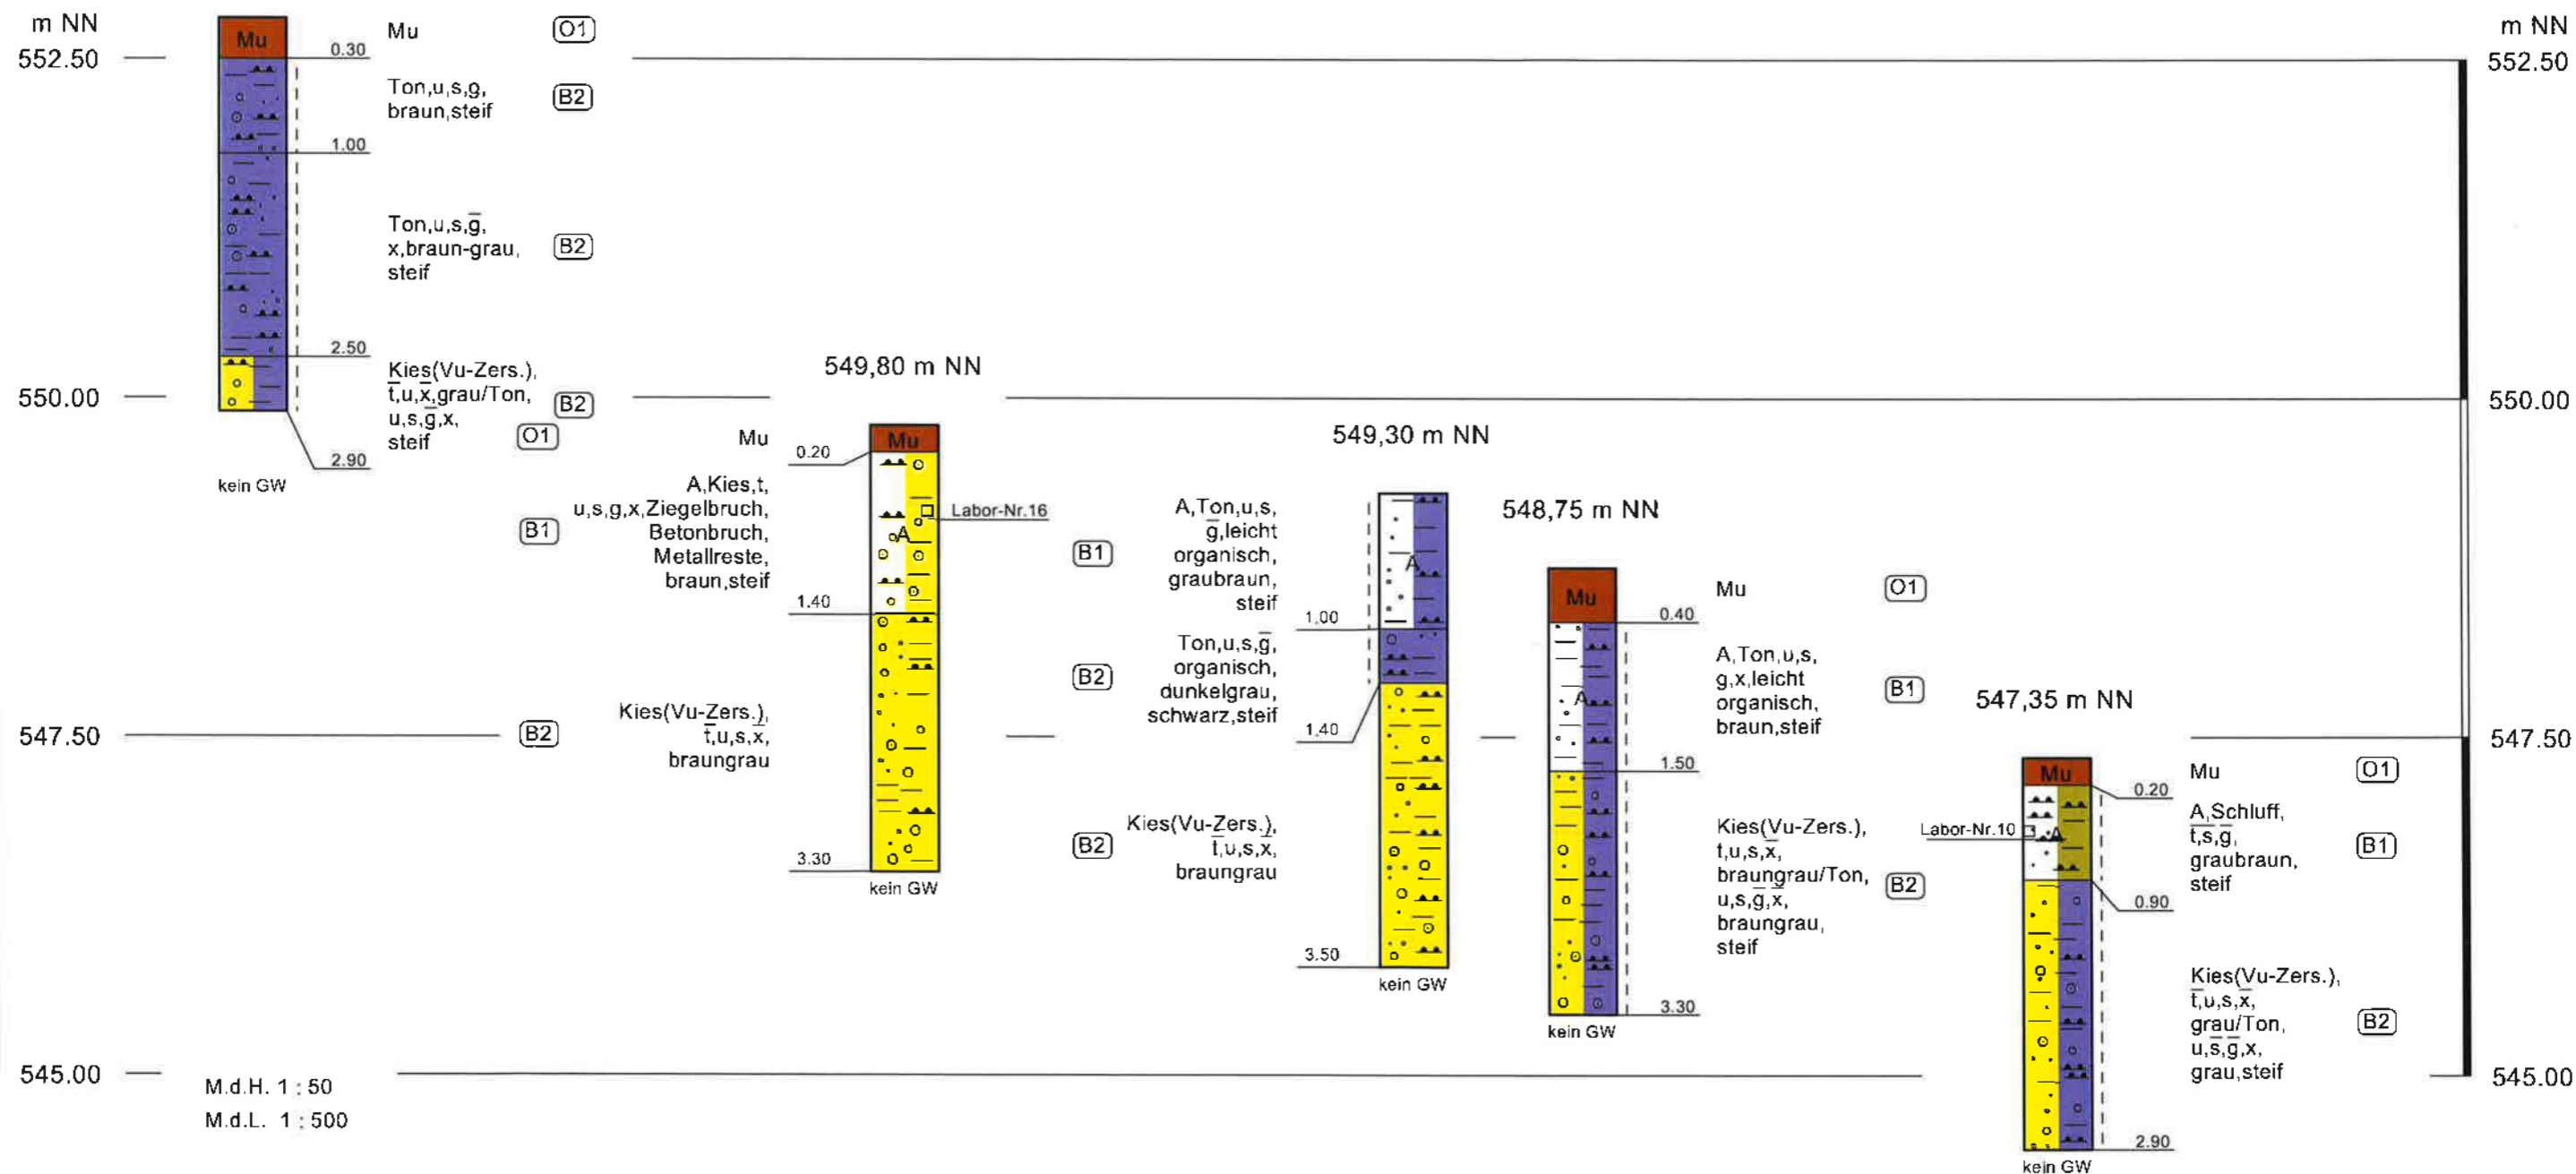 m NN
552.50
550.00
547.50
545.00
M.d.H. 1 : 50
M.d.L. 1 : 500
Mu
0.30
1.00
2.50
2.90
kein GW
Mu
O1
Ton,u,s,g,
braun,steif
B2
Ton,u,s,g̅,
x,braun-grau,
steif
B2
Kies(Vu-Zers.),
t̅,u,x̅,grau/Ton,
u,s,g̅,x,
steif
B2
549,80 m NN
O1
Mu
0.20
Mu
B1
A,Kies,t,
u,s,g,x,Ziegelbruch,
Betonbruch,
Metallreste,
braun,steif
A
Labor-Nr.16
1.40
B2
Kies(Vu-Zers.),
t̅,u,s,x̅,
braungrau
3.30
kein GW
549,30 m NN
B1
A,Ton,u,s,
g̅,leicht
organisch,
graubraun,
steif
A
1.00
B2
Ton,u,s,g̅,
organisch,
dunkelgrau,
schwarz,steif
1.40
B2
Kies(Vu-Zers.),
t̅,u,s,x̅,
braungrau
3.50
kein GW
548,75 m NN
Mu
0.40
Mu
O1
A
A,Ton,u,s,
g,x,leicht
organisch,
braun,steif
B1
1.50
Kies(Vu-Zers.),
t,u,s,x̅,
braungrau/Ton,
u,s,g̅,x̅,
braungrau,
steif
B2
3.30
kein GW
547,35 m NN
Mu
0.20
Mu
O1
Labor-Nr.10
A
A,Schluff,
t̅,s̅,g̅,
graubraun,
steif
B1
0.90
Kies(Vu-Zers.),
t̅,u,s,x̅,
grau/Ton,
u,s̅,g̅,x,
grau,steif
B2
2.90
kein GW
m NN
552.50
550.00
547.50
545.00